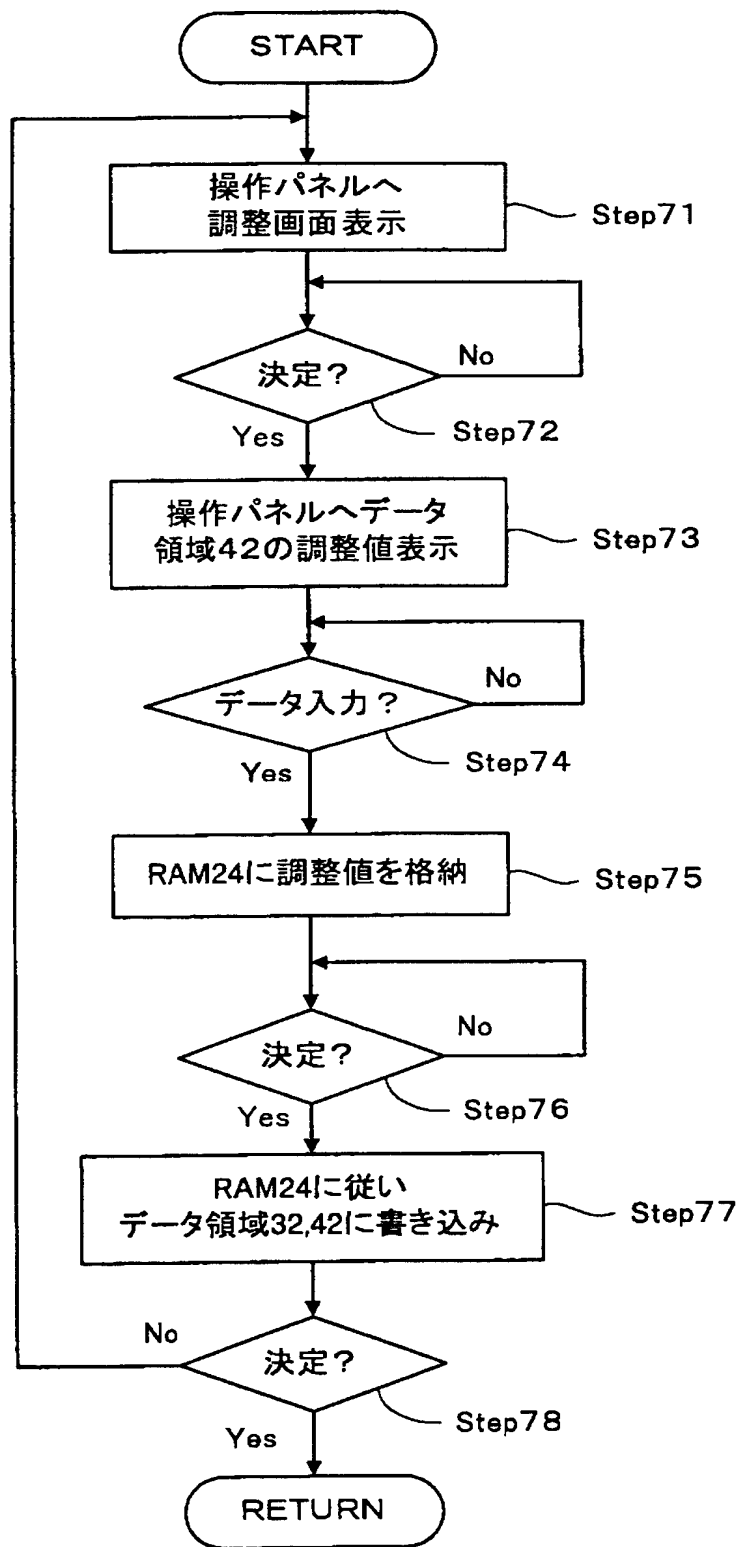 START
操作パネルへ
調整画面表示
Step71
決定?
No
Yes
Step72
操作パネルへデータ
領域42の調整値表示
Step73
データ入力?
No
Yes
Step74
RAM24に調整値を格納
Step75
決定?
No
Yes
Step76
RAM24に従い
データ領域32,42に書き込み
Step77
No
決定?
Step78
Yes
RETURN